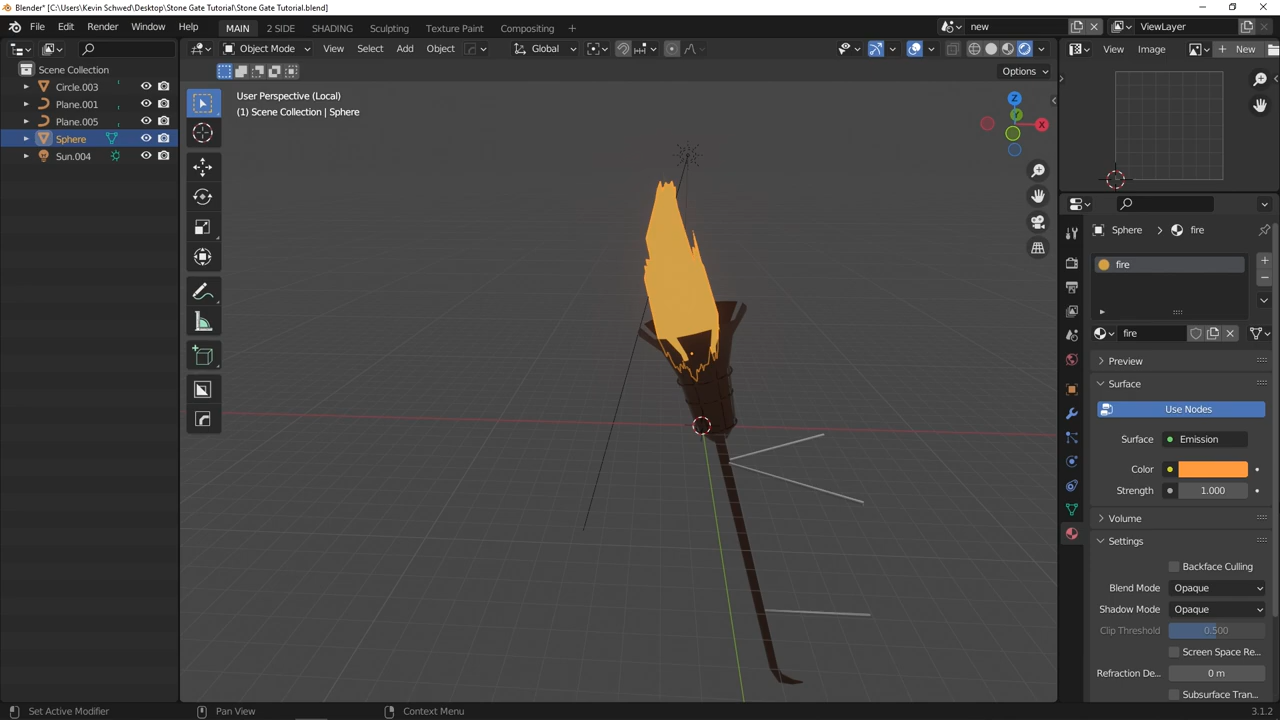 Blender* [C:\Users\Kevin Schwed\Desktop\Stone Gate Tutorial\Stone Gate Tutorial.blend]
File Edit Render Window Help MAIN 2 SIDE SHADING Sculpting Texture Paint Compositing + new ViewLayer
Object Mode View Select Add Object Global View Image New
Options
Scene Collection
Circle.003
Plane.001
Plane.005
Sphere
Sun.004
User Perspective (Local)
(1) Scene Collection | Sphere
Z
Y
X
Sphere > fire
fire
fire
Preview
Surface
Use Nodes
Surface Emission
Color
Strength 1.000
Volume
Settings
Backface Culling
Blend Mode Opaque
Shadow Mode Opaque
Clip Threshold 0.500
Screen Space Re...
Refraction De... 0 m
Subsurface Tran...
Set Active Modifier Pan View Context Menu 3.1.2